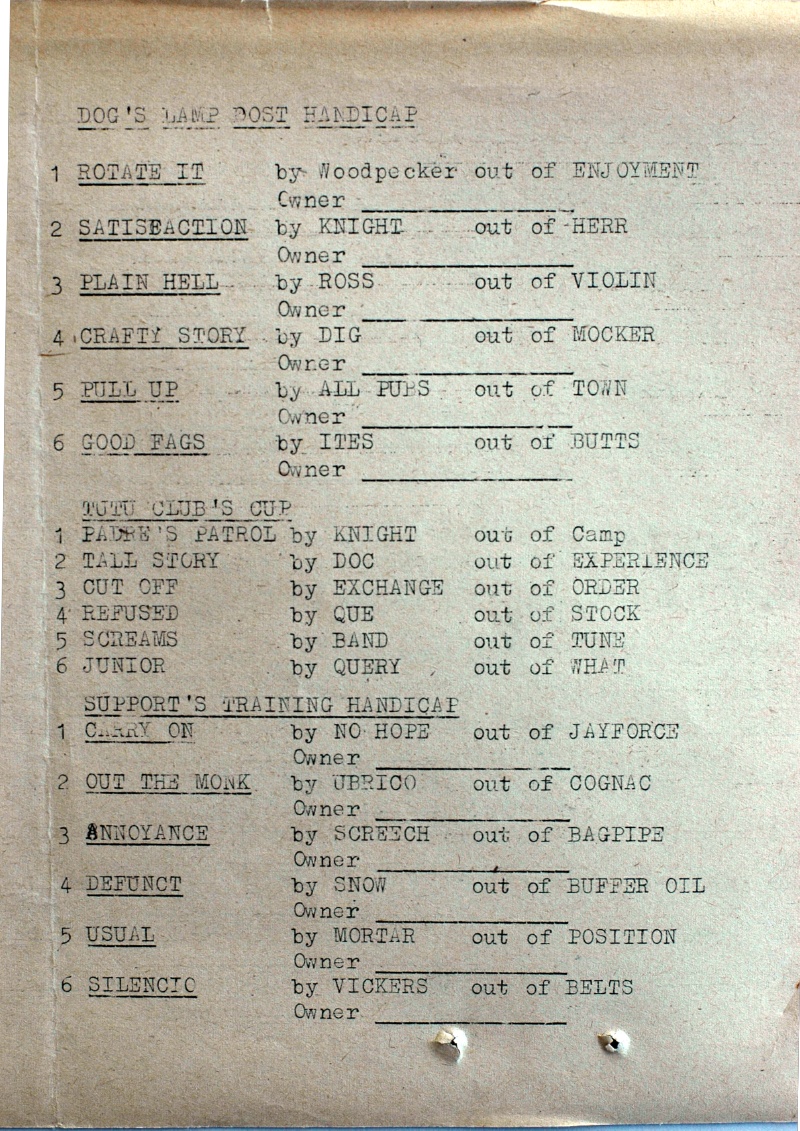 DOG'S LAMP POST HANDICAP
1 ROTATE IT by Woodpecker out of ENJOYMENT
Owner
2 SATISFACTION by KNIGHT out of HERR
Owner
3 PLAIN HELL by ROSS out of VIOLIN
Owner
4 CRAFTY STORY by DIG out of MOCKER
Owner
5 PULL UP by ALL PUPS out of TOWN
Owner
6 GOOD FAGS by ITES out of BUTTS
Owner
TUTU CLUB'S CUP
1 PADRE'S PATROL by KNIGHT out of Camp
2 TALL STORY by DOC out of EXPERIENCE
3 CUT OFF by EXCHANGE out of ORDER
4 REFUSED by QUE out of STOCK
5 SCREAMS by BAND out of TUNE
6 JUNIOR by QUERY out of WHAT
SUPPORT'S TRAINING HANDICAP
1 CARRY ON by NO HOPE out of JAYFORCE
Owner
2 OUT THE MONK by UBRICO out of COGNAC
Owner
3 ANNOYANCE by SCREECH out of BAGPIPE
Owner
4 DEFUNCT by SNOW out of BUFFER OIL
Owner
5 USUAL by MORTAR out of POSITION
Owner
6 SILENCIO by VICKERS out of BELTS
Owner